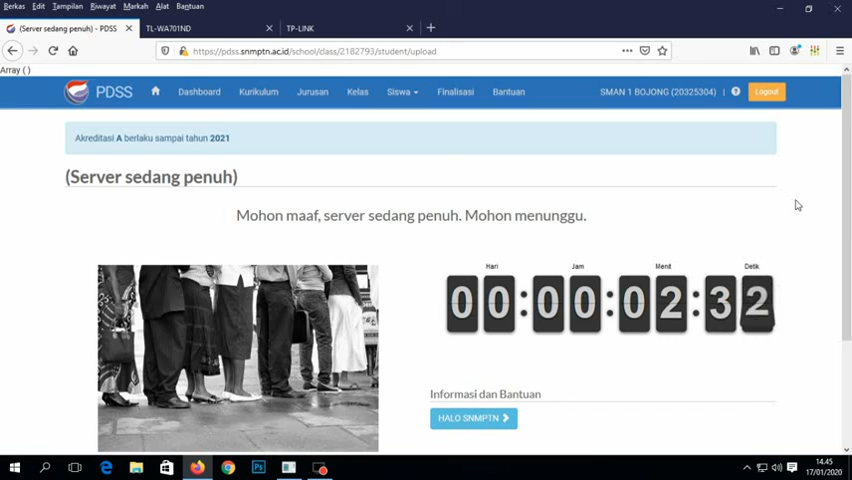 Berkas Edit Tampilan Riwayat Markah Alat Bantuan
(Server sedang penuh) - PDSS
TL-WA701ND
TP-LINK
https://pdss.snmptn.ac.id/school/class/2182793/student/upload
Array ( )
PDSS Dashboard Kurikulum Jurusan Kelas Siswa Finalisasi Bantuan SMAN 1 BOJONG (20325304) | Logout
Akreditasi A berlaku sampai tahun 2021
(Server sedang penuh)
Mohon maaf, server sedang penuh. Mohon menunggu.
Hari Jam Menit Detik
00:00:02:32
Informasi dan Bantuan
HALO SNMPTN
14.45
17/01/2020